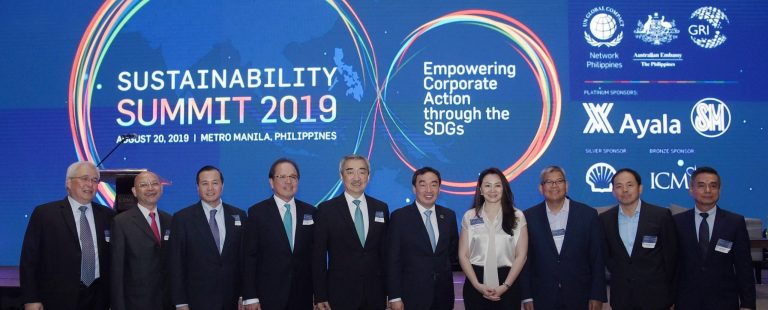 SUSTAINABILITY
SUMMIT 2019
AUGUST 20, 2019 | METRO MANILA, PHILIPPINES
Empowering
Corporate
Action
through the
SDGs
UN GLOBAL COMPACT
Network
Philippines
Australian Embassy
The Philippines
GRI
PLATINUM SPONSORS:
Ayala
SM
SILVER SPONSOR
BRONZE SPONSOR
ICMS